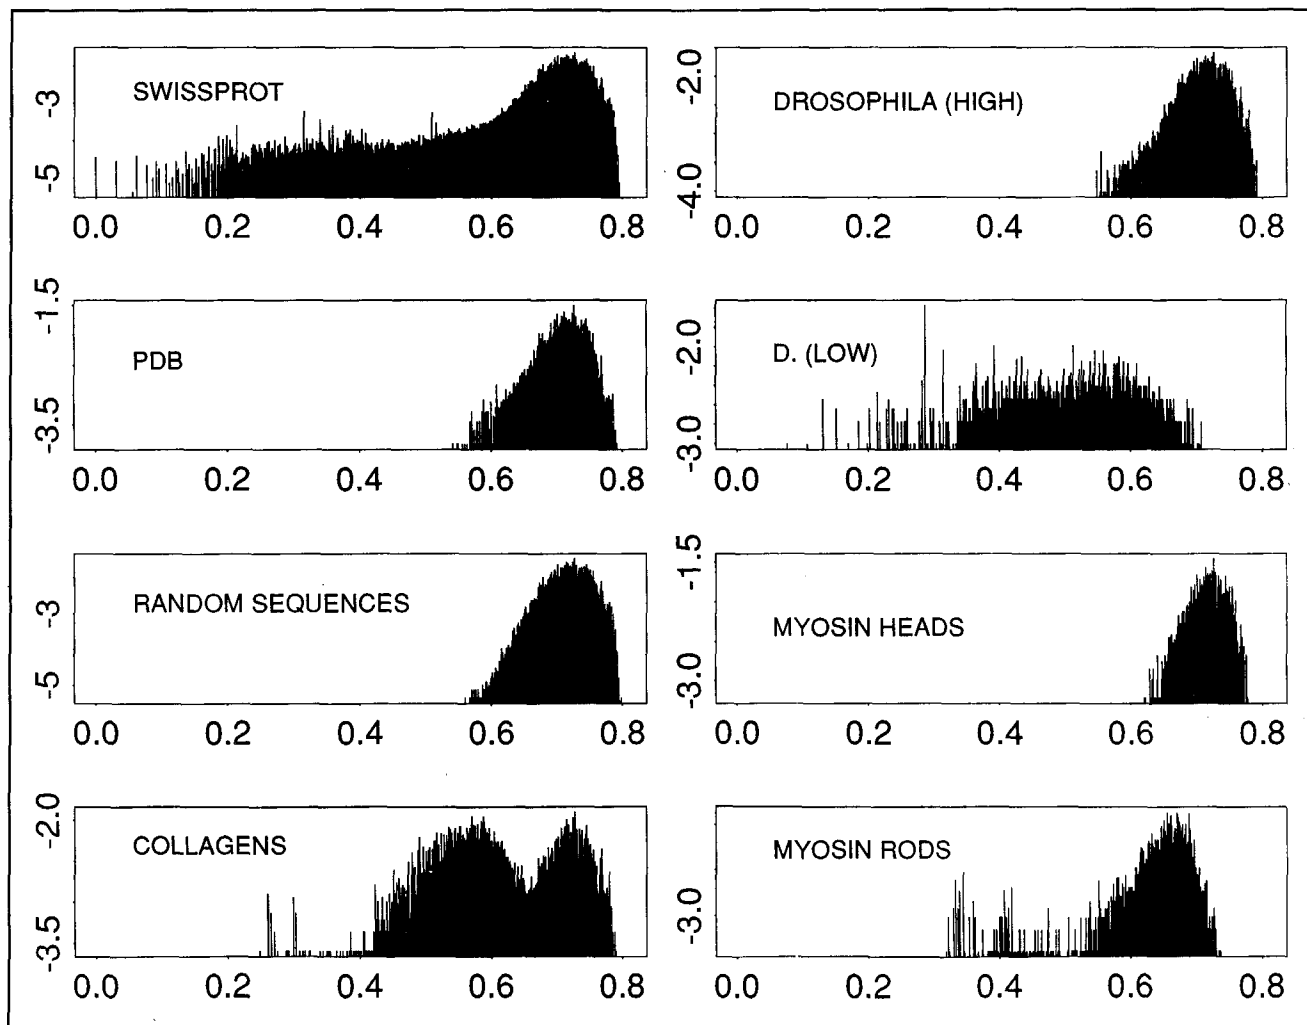 SWISSPROT
-3
-5
0.0 0.2 0.4 0.6 0.8
DROSOPHILA (HIGH)
-2.0
-4.0
0.0 0.2 0.4 0.6 0.8
PDB
-1.5
-3.5
0.0 0.2 0.4 0.6 0.8
D. (LOW)
-2.0
-3.0
0.0 0.2 0.4 0.6 0.8
RANDOM SEQUENCES
-3
-5
0.0 0.2 0.4 0.6 0.8
MYOSIN HEADS
-1.5
-3.0
0.0 0.2 0.4 0.6 0.8
COLLAGENS
-2.0
-3.5
0.0 0.2 0.4 0.6 0.8
MYOSIN RODS
-3.0
0.0 0.2 0.4 0.6 0.8